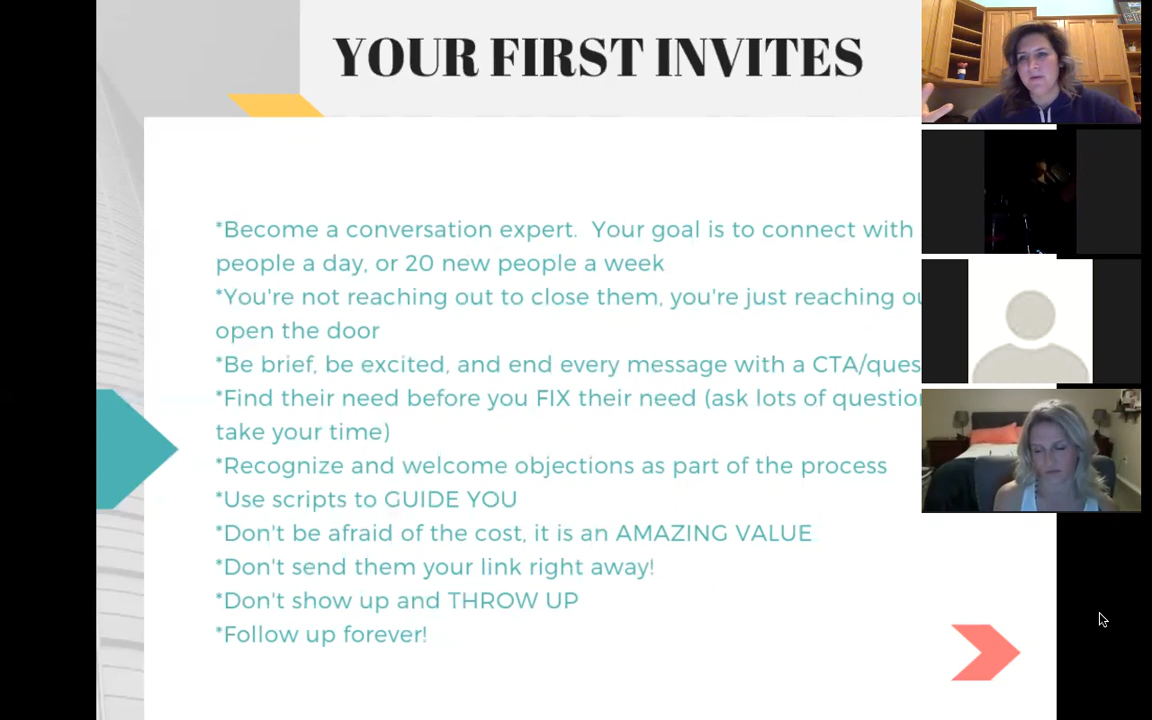 YOUR FIRST INVITES
*Become a conversation expert.  Your goal is to connect with
people a day, or 20 new people a week
*You're not reaching out to close them, you're just reaching
open the door
*Be brief, be excited, and end every message with a CTA/ques
*Find their need before you FIX their need (ask lots of question
take your time)
*Recognize and welcome objections as part of the process
*Use scripts to GUIDE YOU
*Don't be afraid of the cost, it is an AMAZING VALUE
*Don't send them your link right away!
*Don't show up and THROW UP
*Follow up forever!